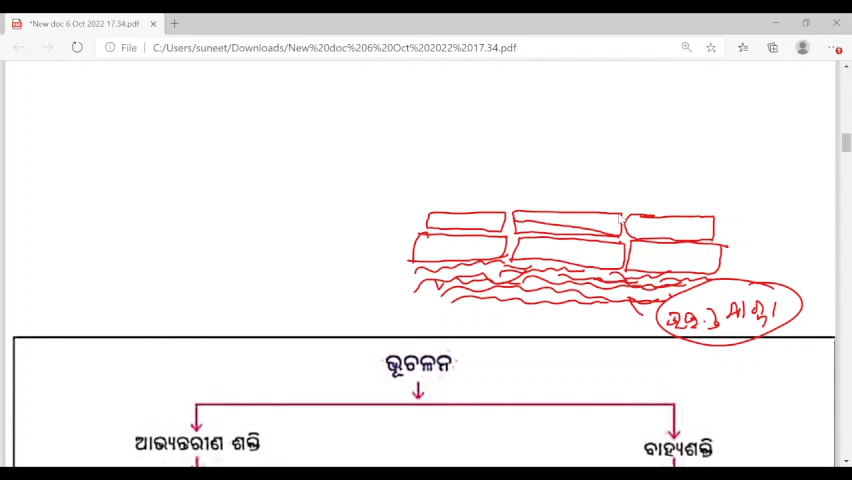 *New doc 6 Oct 2022 17.34.pdf
File C:/Users/suneet/Downloads/New%20doc%206%20Oct%202022%2017.34.pdf
ଭୂଚଳନ
ଆଭ୍ୟନ୍ତରୀଣ ଶକ୍ତି
ବାହ୍ୟଶକ୍ତି